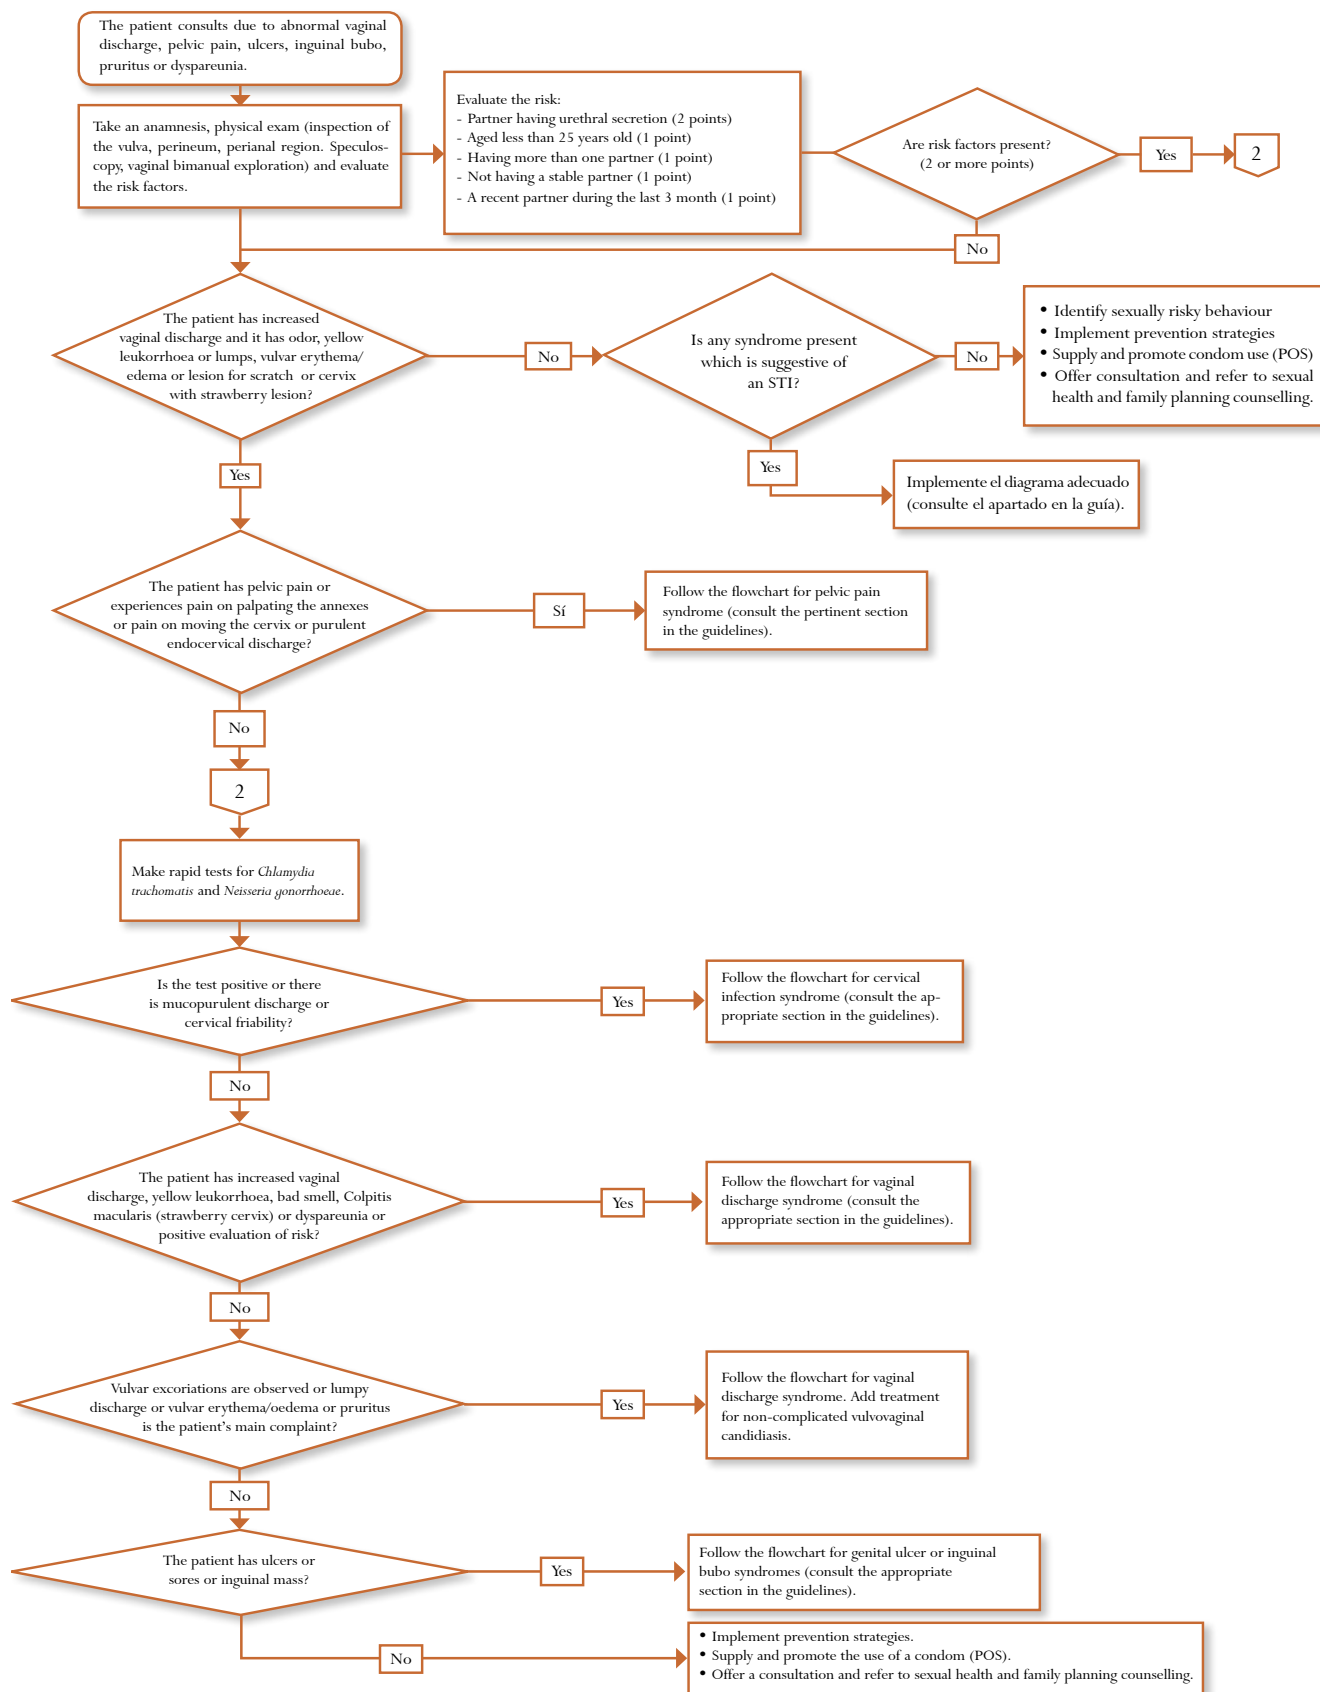 The patient consults due to abnormal vaginal
discharge, pelvic pain, ulcers, inguinal bubo,
pruritus or dyspareunia.
Take an anamnesis, physical exam (inspection of
the vulva, perineum, perianal region. Speculos-
copy, vaginal bimanual exploration) and evaluate
the risk factors.
Evaluate the risk:
- Partner having urethral secretion (2 points)
- Aged less than 25 years old (1 point)
- Having more than one partner (1 point)
- Not having a stable partner (1 point)
- A recent partner during the last 3 month (1 point)
Are risk factors present?
(2 or more points)
Yes
2
No
The patient has increased
vaginal discharge and it has odor, yellow
leukorrhoea or lumps, vulvar erythema/
edema or lesion for scratch or cervix
with strawberry lesion?
No
Is any syndrome present
which is suggestive of
an STI?
No
• Identify sexually risky behaviour
• Implement prevention strategies
• Supply and promote condom use (POS)
• Offer consultation and refer to sexual
health and family planning counselling.
Yes
Implemente el diagrama adecuado
(consulte el apartado en la guía).
Yes
The patient has pelvic pain or
experiences pain on palpating the annexes
or pain on moving the cervix or purulent
endocervical discharge?
Sí
Follow the flowchart for pelvic pain
syndrome (consult the pertinent section
in the guidelines).
No
2
Make rapid tests for Chlamydia
trachomatis and Neisseria gonorrhoeae.
Is the test positive or there
is mucopurulent discharge or
cervical friability?
Yes
Follow the flowchart for cervical
infection syndrome (consult the ap-
propriate section in the guidelines).
No
The patient has increased vaginal
discharge, yellow leukorrhoea, bad smell, Colpitis
macularis (strawberry cervix) or dyspareunia or
positive evaluation of risk?
Yes
Follow the flowchart for vaginal
discharge syndrome (consult the
appropriate section in the guidelines).
No
Vulvar excoriations are observed or lumpy
discharge or vulvar erythema/oedema or pruritus
is the patient's main complaint?
Yes
Follow the flowchart for vaginal
discharge syndrome. Add treatment
for non-complicated vulvovaginal
candidiasis.
No
The patient has ulcers or
sores or inguinal mass?
Yes
Follow the flowchart for genital ulcer or inguinal
bubo syndromes (consult the appropriate
section in the guidelines).
No
• Implement prevention strategies.
• Supply and promote the use of a condom (POS).
• Offer a consultation and refer to sexual health and family planning counselling.